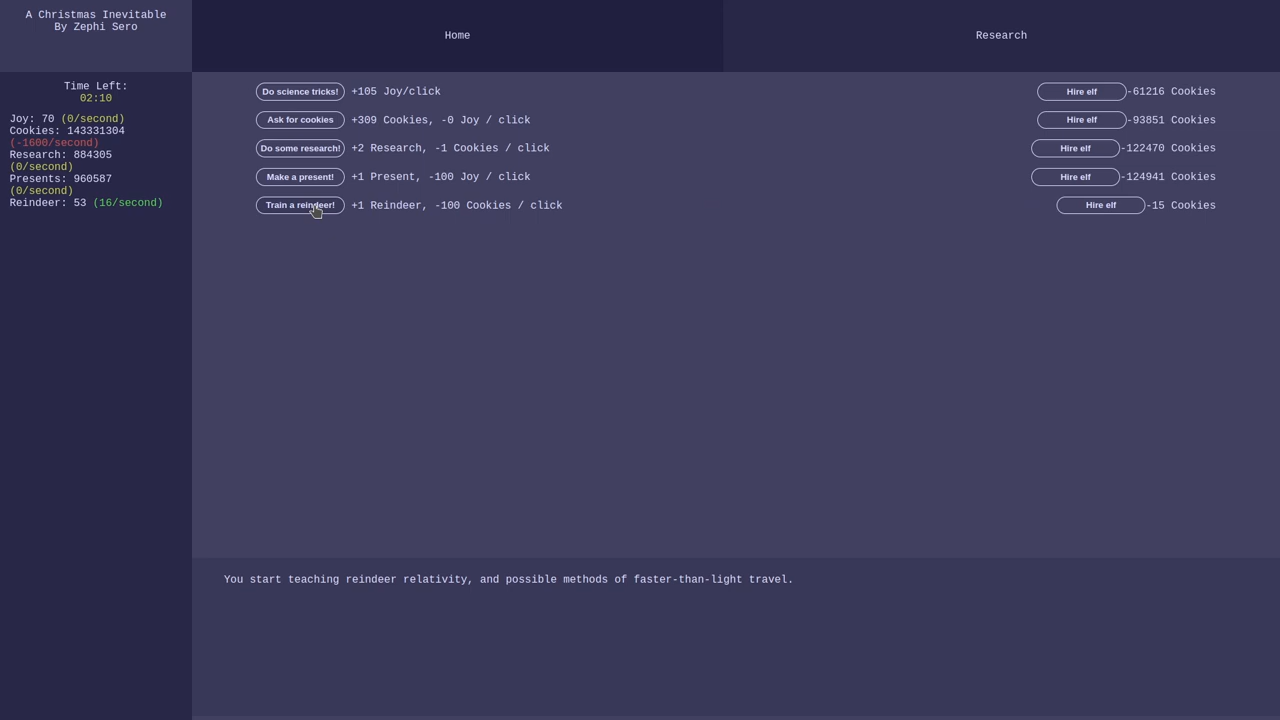 A Christmas Inevitable
By Zephi Sero
Home
Research
Time Left:
02:10
Joy: 70 (0/second)
Cookies: 143331304
(-1600/second)
Research: 884305
(0/second)
Presents: 960587
(0/second)
Reindeer: 53 (16/second)
Do science tricks! +105 Joy/click
Hire elf -61216 Cookies
Ask for cookies +309 Cookies, -0 Joy / click
Hire elf -93851 Cookies
Do some research! +2 Research, -1 Cookies / click
Hire elf -122470 Cookies
Make a present! +1 Present, -100 Joy / click
Hire elf -124941 Cookies
Train a reindeer! +1 Reindeer, -100 Cookies / click
Hire elf -15 Cookies
You start teaching reindeer relativity, and possible methods of faster-than-light travel.